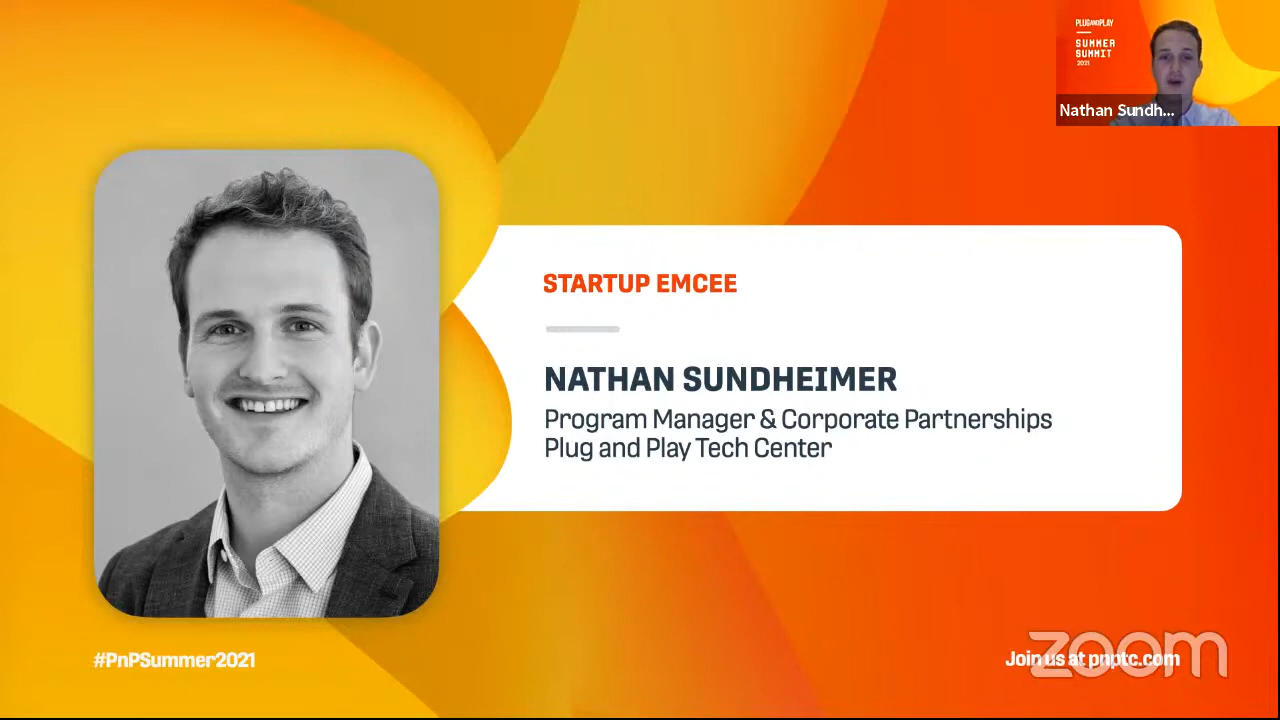 PLUGANDPLAY
SUMMER
SUMMIT
2021
Nathan Sundh...
STARTUP EMCEE
NATHAN SUNDHEIMER
Program Manager & Corporate Partnerships
Plug and Play Tech Center
#PnPSummer2021
Join us at pnptc.com
zoom